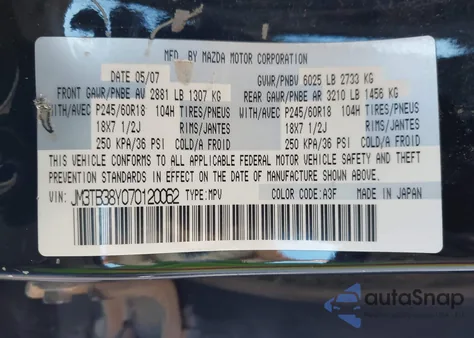 MFD. BY MAZDA MOTOR CORPORATION
DATE 05/07 GVWR/PNBV 6025 LB 2733 KG
FRONT GAWR/PNBE AV 2881 LB 1307 KG REAR GAWR/PNBE AR 3210 LB 1456 KG
WITH/AVEC P245/60R18 104H TIRES/PNEUS WITH/AVEC P245/60R18 104H TIRES/PNEUS
18X7 1/2J RIMS/JANTES 18X7 1/2J RIMS/JANTES
250 KPA/36 PSI COLD/A FROID 250 KPA/36 PSI COLD/A FROID
THIS VEHICLE CONFORMS TO ALL APPLICABLE FEDERAL MOTOR VEHICLE SAFETY AND THEFT
PREVENTION STANDARDS IN EFFECT ON THE DATE OF MANUFACTURE SHOWN ABOVE.
VIN: JM3TB38Y070120062 TYPE: MPV COLOR CODE: A3F MADE IN JAPAN
autoSnap